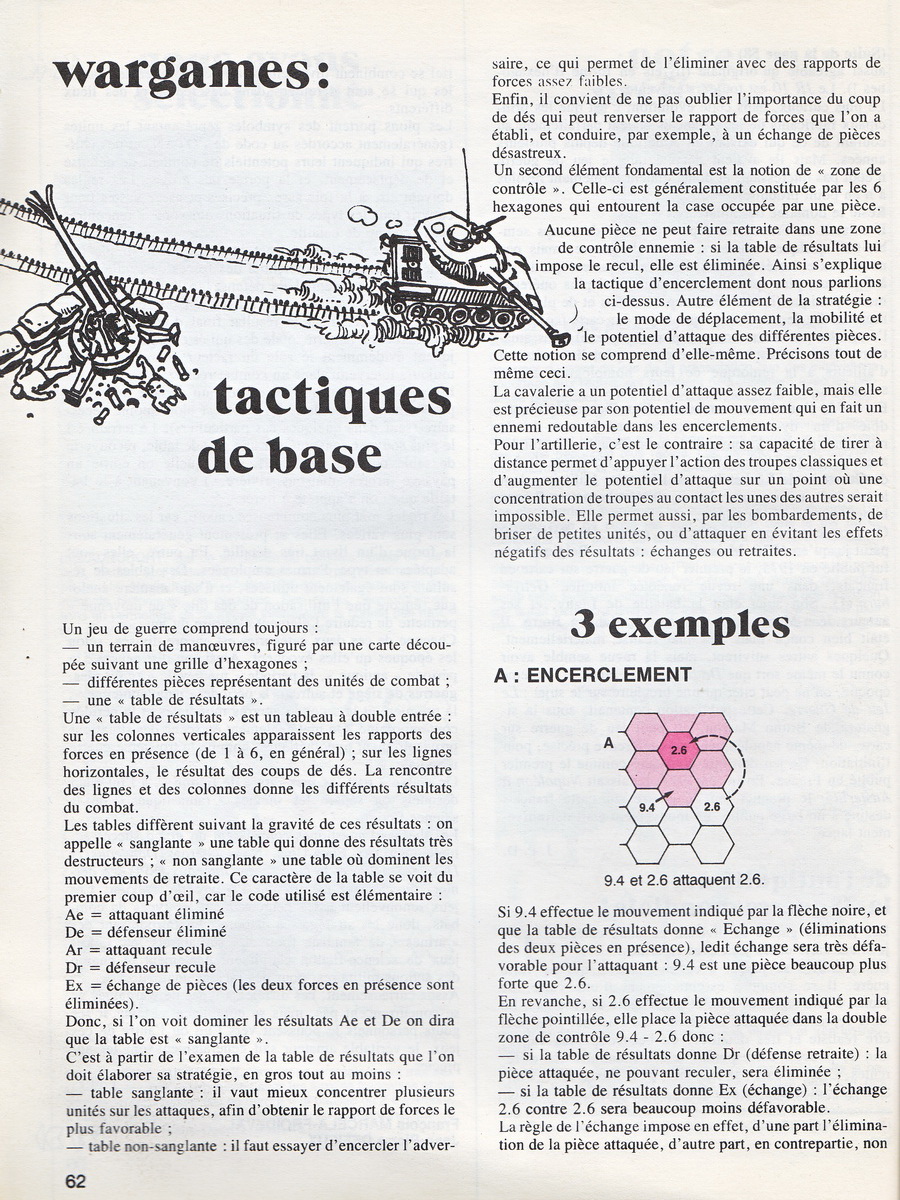 wargames:
tactiques
de base
Un jeu de guerre comprend toujours :
— un terrain de manœuvres, figuré par une carte décou-
pée suivant une grille d'hexagones ;
— différentes pièces représentant des unités de combat ;
— une « table de résultats ».
Une « table de résultats » est un tableau à double entrée :
sur les colonnes verticales apparaissent les rapports des
forces en présence (de 1 à 6, en général) ; sur les lignes
horizontales, le résultat des coups de dés. La rencontre
des lignes et des colonnes donne les différents résultats
du combat.
Les tables diffèrent suivant la gravité de ces résultats : on
appelle « sanglante » une table qui donne des résultats très
destructeurs ; « non sanglante » une table où dominent les
mouvements de retraite. Ce caractère de la table se voit du
premier coup d'œil, car le code utilisé est élémentaire :
Ae = attaquant éliminé
De = défenseur éliminé
Ar = attaquant recule
Dr = défenseur recule
Ex = échange de pièces (les deux forces en présence sont
éliminées).
Donc, si l'on voit dominer les résultats Ae et De on dira
que la table est « sanglante ».
C'est à partir de l'examen de la table de résultats que l'on
doit élaborer sa stratégie, en gros tout au moins :
— table sanglante : il vaut mieux concentrer plusieurs
unités sur les attaques, afin d'obtenir le rapport de forces le
plus favorable ;
— table non-sanglante : il faut essayer d'encercler l'adver-
saire, ce qui permet de l'éliminer avec des rapports de
forces assez faibles.
Enfin, il convient de ne pas oublier l'importance du coup
de dés qui peut renverser le rapport de forces que l'on a
établi, et conduire, par exemple, à un échange de pièces
désastreux.
Un second élément fondamental est la notion de « zone de
contrôle ». Celle-ci est généralement constituée par les 6
hexagones qui entourent la case occupée par une pièce.
Aucune pièce ne peut faire retraite dans une zone
de contrôle ennemie : si la table de résultats lui
impose le recul, elle est éliminée. Ainsi s'explique
la tactique d'encerclement dont nous parlions
ci-dessus. Autre élément de la stratégie :
le mode de déplacement, la mobilité et
le potentiel d'attaque des différentes pièces.
Cette notion se comprend d'elle-même. Précisons tout de
même ceci.
La cavalerie a un potentiel d'attaque assez faible, mais elle
est précieuse par son potentiel de mouvement qui en fait un
ennemi redoutable dans les encerclements.
Pour l'artillerie, c'est le contraire : sa capacité de tirer à
distance permet d'appuyer l'action des troupes classiques et
d'augmenter le potentiel d'attaque sur un point où une
concentration de troupes au contact les unes des autres serait
impossible. Elle permet aussi, par les bombardements, de
briser de petites unités, ou d'attaquer en évitant les effets
négatifs des résultats : échanges ou retraites.
3 exemples
A : ENCERCLEMENT
A
2.6
9.4
2.6
9.4 et 2.6 attaquent 2.6.
Si 9.4 effectue le mouvement indiqué par la flèche noire, et
que la table de résultats donne « Echange » (éliminations
des deux pièces en présence), ledit échange sera très défa-
vorable pour l'attaquant : 9.4 est une pièce beaucoup plus
forte que 2.6.
En revanche, si 2.6 effectue le mouvement indiqué par la
flèche pointillée, elle place la pièce attaquée dans la double
zone de contrôle 9.4 - 2.6 donc :
— si la table de résultats donne Dr (défense retraite) : la
pièce attaquée, ne pouvant reculer, sera éliminée ;
— si la table de résultats donne Ex (échange) : l'échange
2.6 contre 2.6 sera beaucoup moins défavorable.
La règle de l'échange impose en effet, d'une part l'élimina-
tion de la pièce attaquée, d'autre part, en contrepartie, non
62